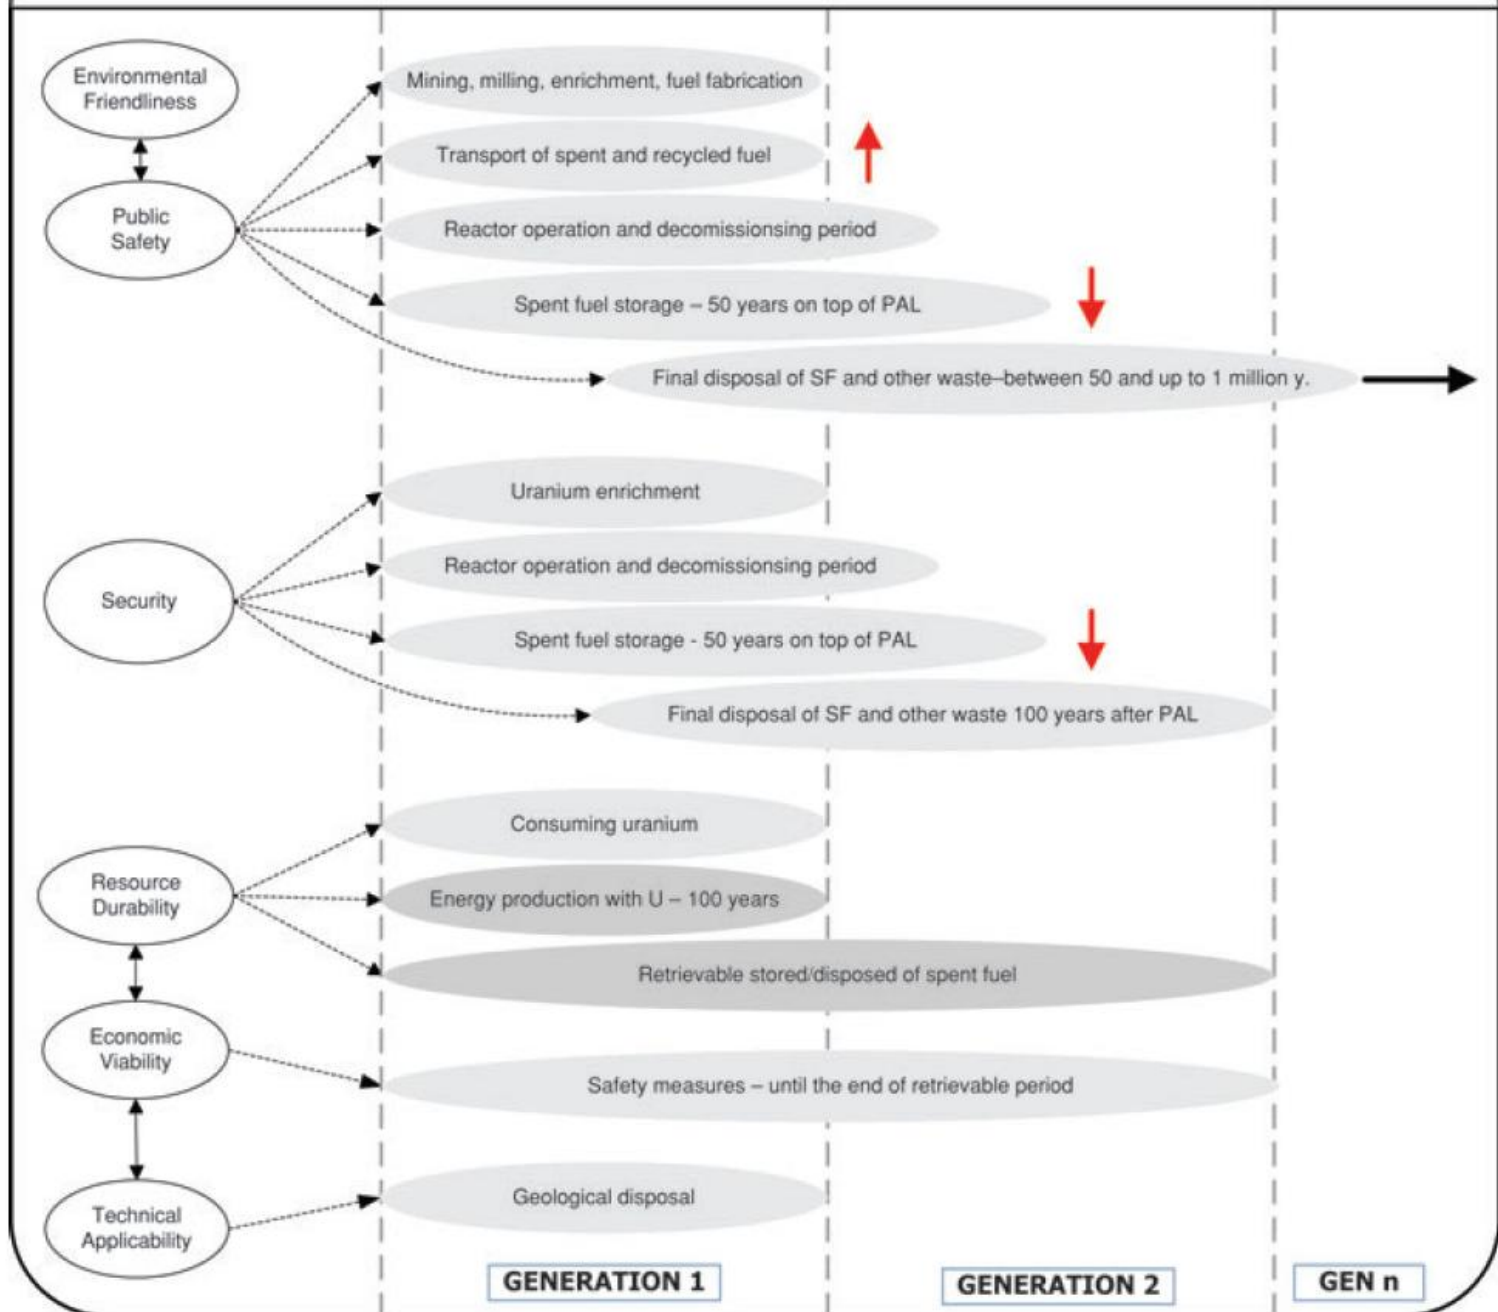 Environmental
Friendliness
Mining, milling, enrichment, fuel fabrication
Transport of spent and recycled fuel
Public
Safety
Reactor operation and decomissionsing period
Spent fuel storage – 50 years on top of PAL
Final disposal of SF and other waste–between 50 and up to 1 million y.
Uranium enrichment
Reactor operation and decomissionsing period
Security
Spent fuel storage - 50 years on top of PAL
Final disposal of SF and other waste 100 years after PAL
Consuming uranium
Resource
Durability
Energy production with U – 100 years
Retrievable stored/disposed of spent fuel
Economic
Viability
Safety measures – until the end of retrievable period
Geological disposal
Technical
Applicability
GENERATION 1
GENERATION 2
GEN n